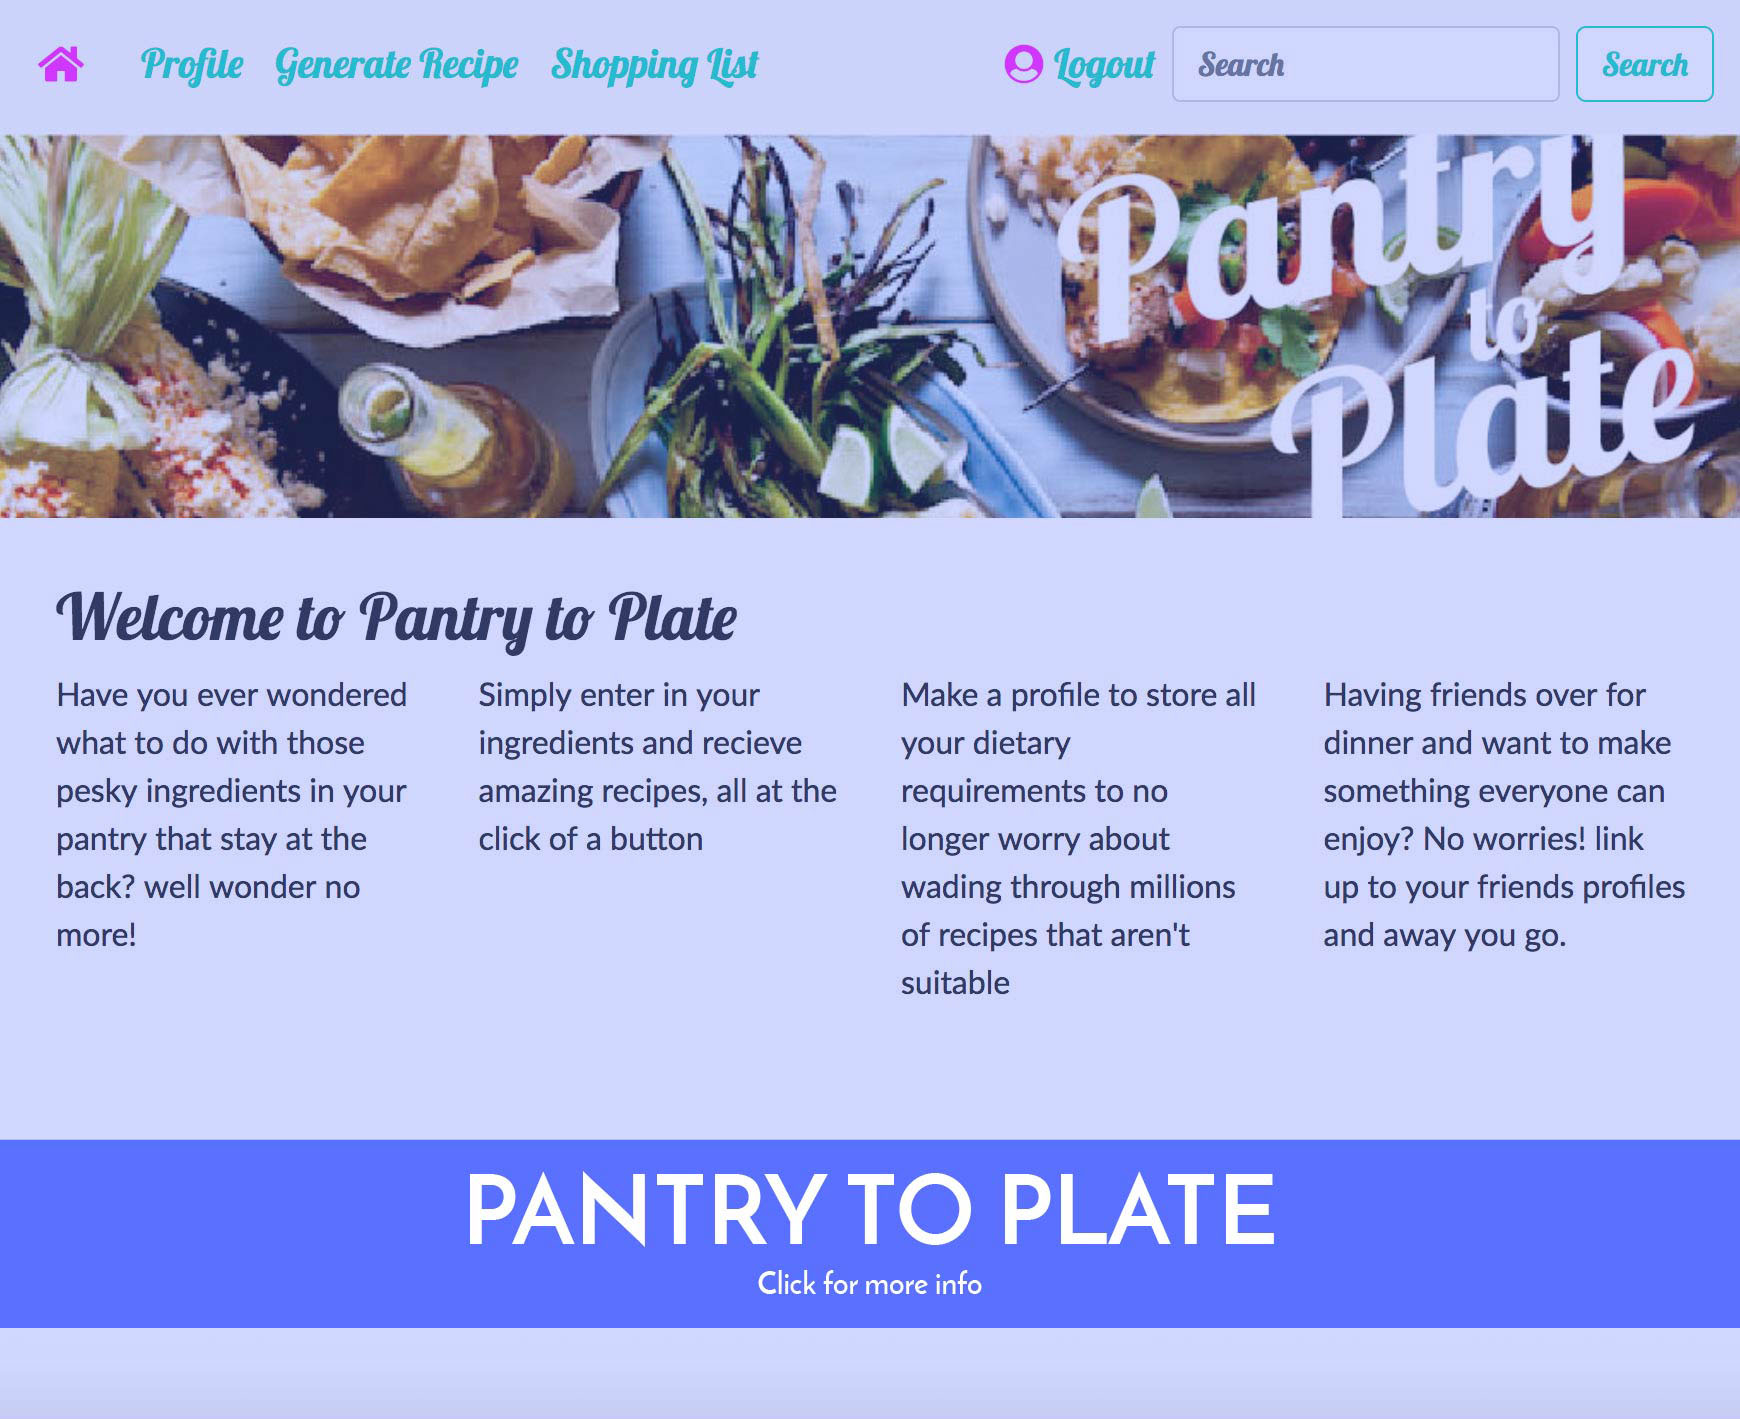 Profile Generate Recipe Shopping List Logout Search Search
Pantry
to
Plate
Welcome to Pantry to Plate
Have you ever wondered
what to do with those
pesky ingredients in your
pantry that stay at the
back? well wonder no
more!
Simply enter in your
ingredients and recieve
amazing recipes, all at the
click of a button
Make a profile to store all
your dietary
requirements to no
longer worry about
wading through millions
of recipes that aren't
suitable
Having friends over for
dinner and want to make
something everyone can
enjoy? No worries! link
up to your friends profiles
and away you go.
PANTRY TO PLATE
Click for more info